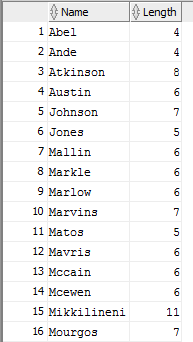 Name Length
1 Abel 4
2 Ande 4
3 Atkinson 8
4 Austin 6
5 Johnson 7
6 Jones 5
7 Mallin 6
8 Markle 6
9 Marlow 6
10 Marvins 7
11 Matos 5
12 Mavris 6
13 Mccain 6
14 Mcewen 6
15 Mikkilineni 11
16 Mourgos 7